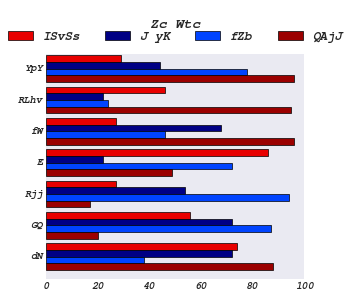 Zc Wtc
ISvSs J yK fZb QAjJ
YpY
RLhv
fW
E
Rjj
GQ
dN
0 20 40 60 80 100